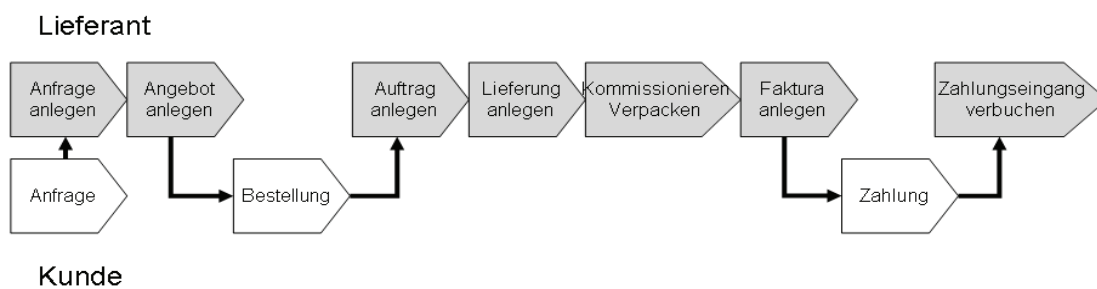 Lieferant
Anfrage
anlegen
Angebot
anlegen
Auftrag
anlegen
Lieferung
anlegen
Kommissionieren
Verpacken
Faktura
anlegen
Zahlungseingang
verbuchen
Anfrage
Bestellung
Zahlung
Kunde